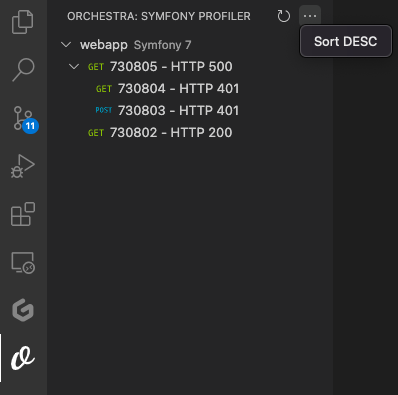 ORCHESTRA: SYMFONY PROFILER
Sort DESC
webapp Symfony 7
GET 730805 - HTTP 500
GET 730804 - HTTP 401
POST 730803 - HTTP 401
GET 730802 - HTTP 200
11